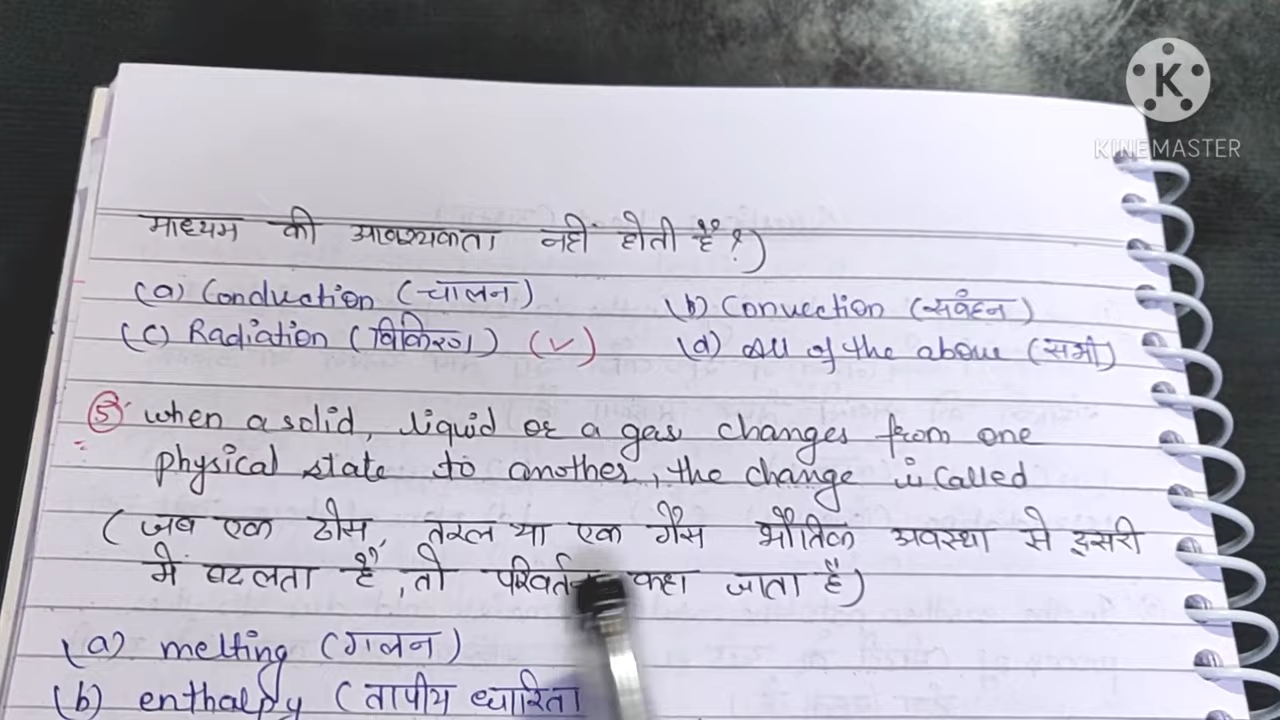 KINEMASTER
माध्यम की आवश्यकता नहीं होती है?)
(a) Conduction (चालन) (b) Convection (संवहन)
(c) Radiation (विकिरण) (✓) (d) All of the above (सभी)
5 when a solid, liquid or a gas changes from one
physical state to another, the change is called
(जब एक ठोस, तरल या एक गैस भौतिक अवस्था से दूसरी
में बदलता है, तो परिवर्तन कहा जाता है)
(a) melting (गलन)
(b) enthalpy (तापीय धारिता